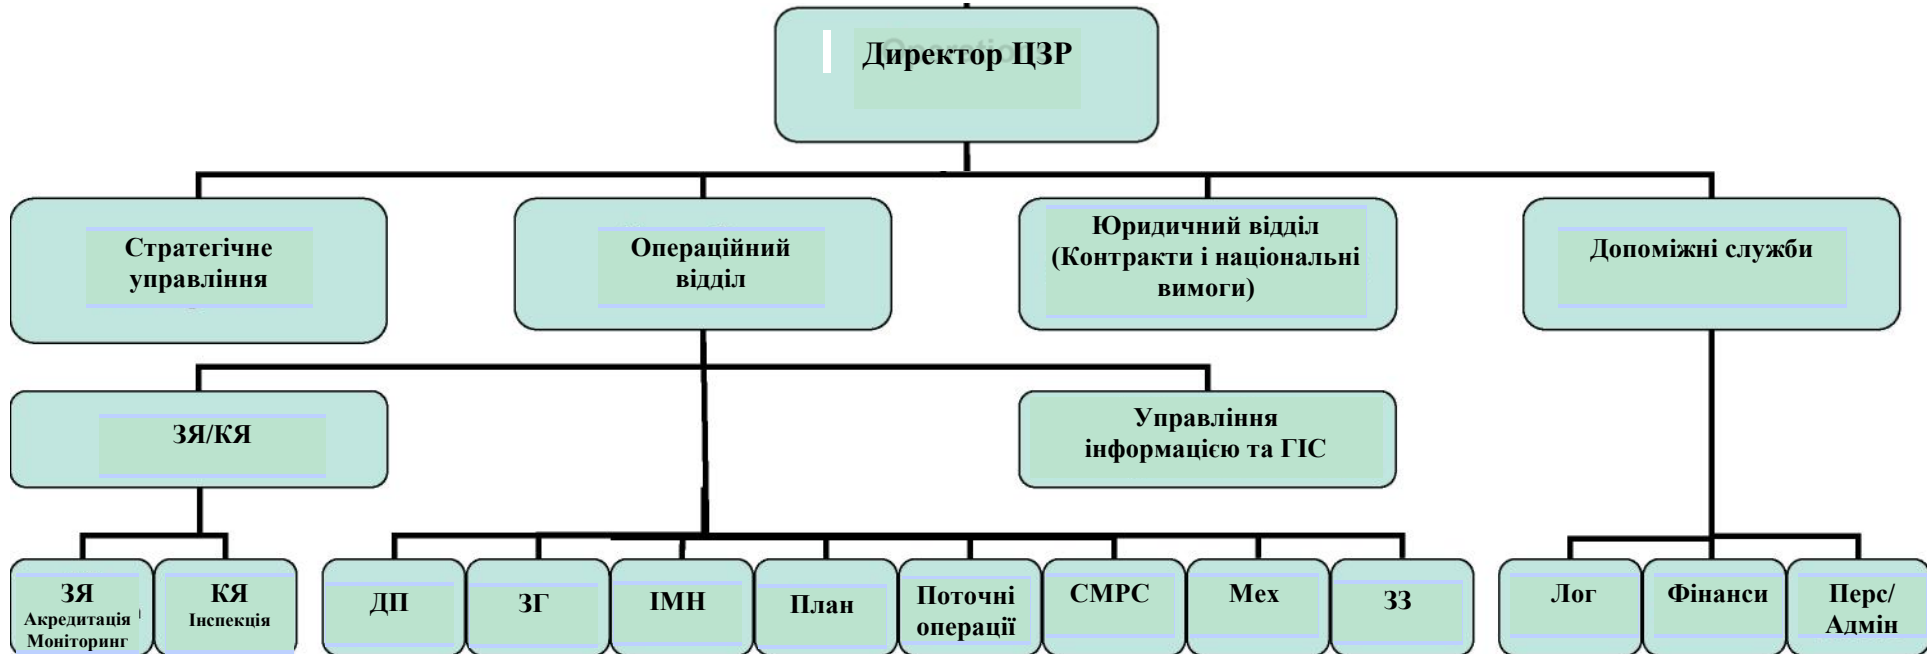 Директор ЦЗР
Стратегічне
управління
Операційний
відділ
Юридичний відділ
(Контракти і національні
вимоги)
Допоміжні служби
ЗЯ/КЯ
Управління
інформацією та ГІС
ЗЯ
Акредитація
Моніторинг
КЯ
Інспекція
ДП
ЗГ
ІМН
План
Поточні
операції
СМРС
Мех
ЗЗ
Лог
Фінанси
Перс/
Адмін